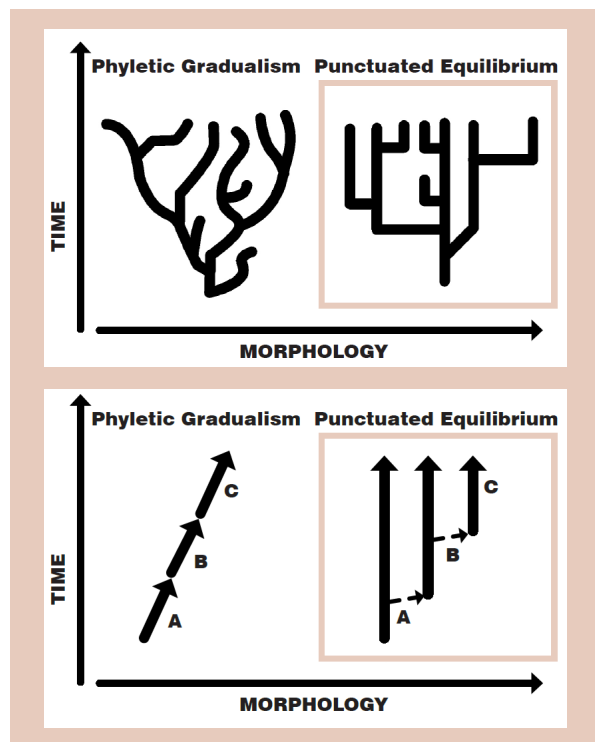 Phyletic Gradualism Punctuated Equilibrium
TIME
MORPHOLOGY
Phyletic Gradualism Punctuated Equilibrium
C
C
B
B
A
A
TIME
MORPHOLOGY